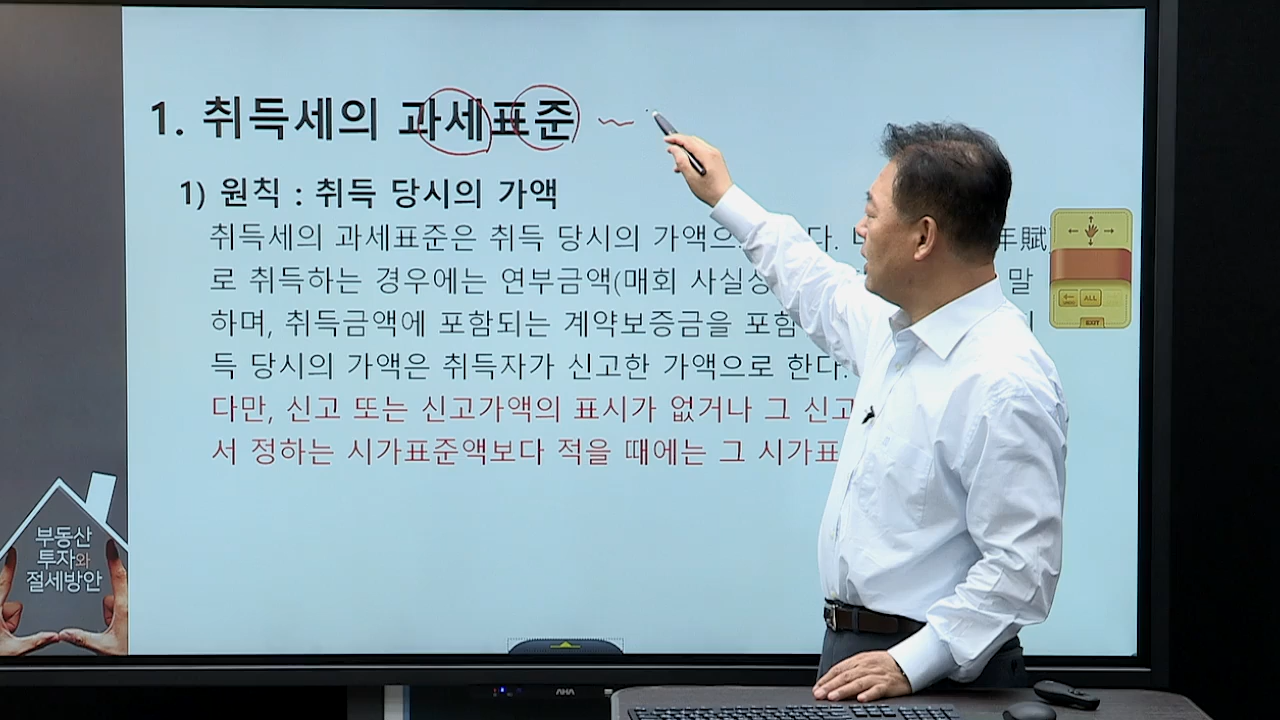 1. 취득세의 과세표준
1) 원칙 : 취득 당시의 가액
취득세의 과세표준은 취득 당시의 가액으 다. 年賦
로 취득하는 경우에는 연부금액(매회 사실상 말
하며, 취득금액에 포함되는 계약보증금을 포함
득 당시의 가액은 취득자가 신고한 가액으로 한다.
다만, 신고 또는 신고가액의 표시가 없거나 그 신고
서 정하는 시가표준액보다 적을 때에는 그 시가표
부동산
투자와
절세방안
ALL
EXIT
AHA